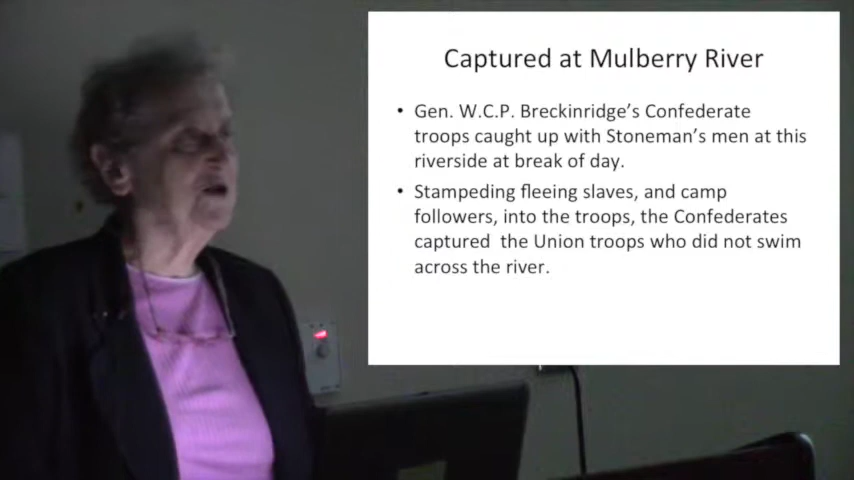 Captured at Mulberry River
• Gen. W.C.P. Breckinridge's Confederate
troops caught up with Stoneman's men at this
riverside at break of day.
• Stampeding fleeing slaves, and camp
followers, into the troops, the Confederates
captured  the Union troops who did not swim
across the river.